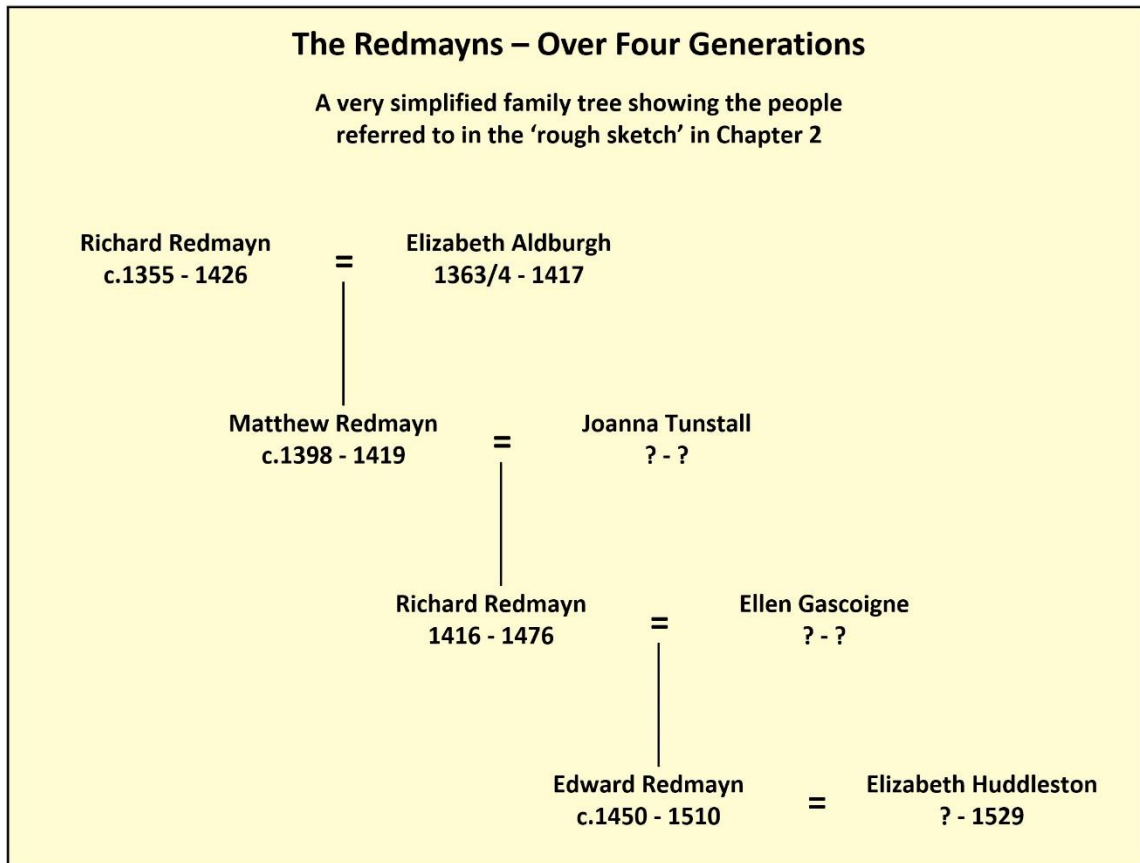 The Redmayns – Over Four Generations
A very simplified family tree showing the people
referred to in the ‘rough sketch’ in Chapter 2
Richard Redmayn = Elizabeth Aldburgh
c.1355 - 1426 1363/4 - 1417
Matthew Redmayn = Joanna Tunstall
c.1398 - 1419 ? - ?
Richard Redmayn = Ellen Gascoigne
1416 - 1476 ? - ?
Edward Redmayn = Elizabeth Huddleston
c.1450 - 1510 ? - 1529